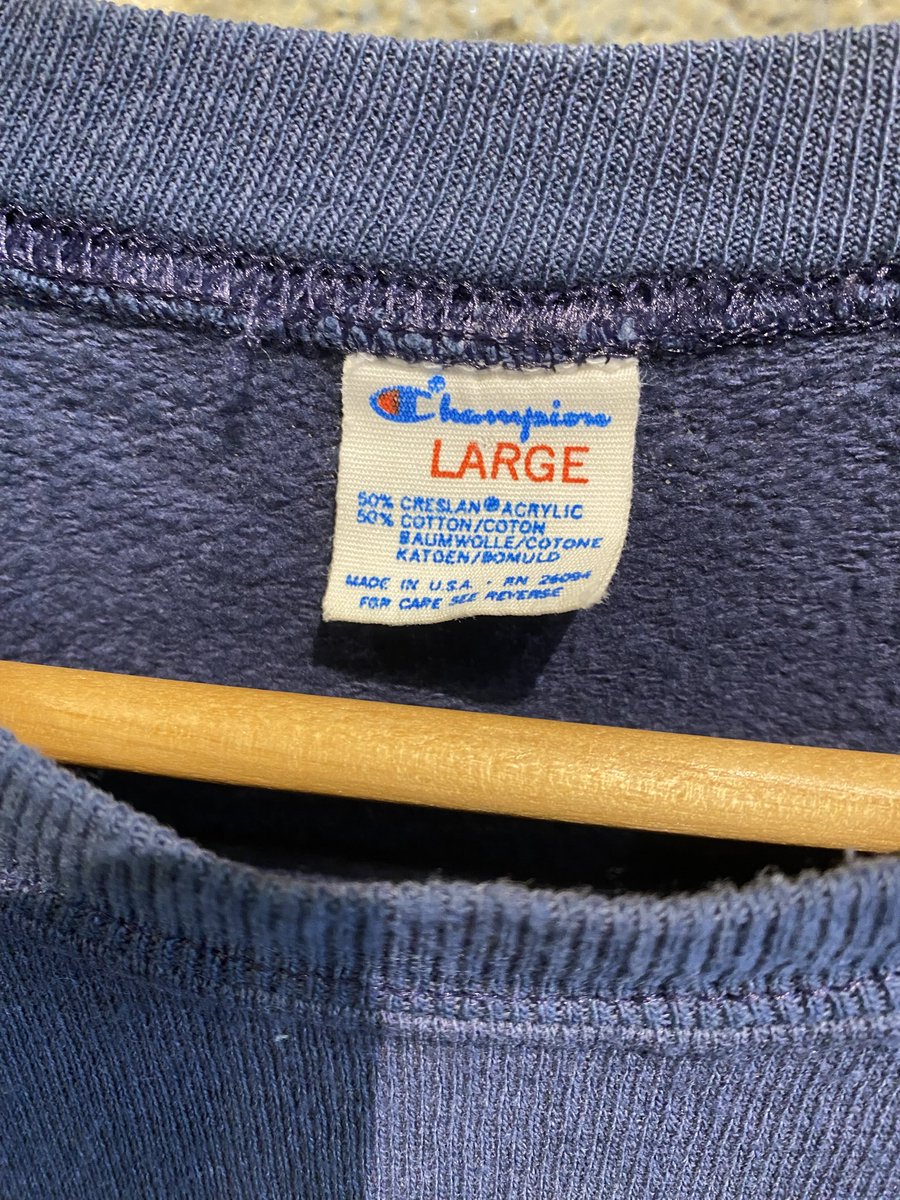 Champion®
LARGE
50% CRESLAN® ACRYLIC
50% COTTON/COTON
BAUMWOLLE/COTONE
KATOEN/BOMULD
MADE IN U.S.A. · RN 26094
FOR CARE SEE REVERSE